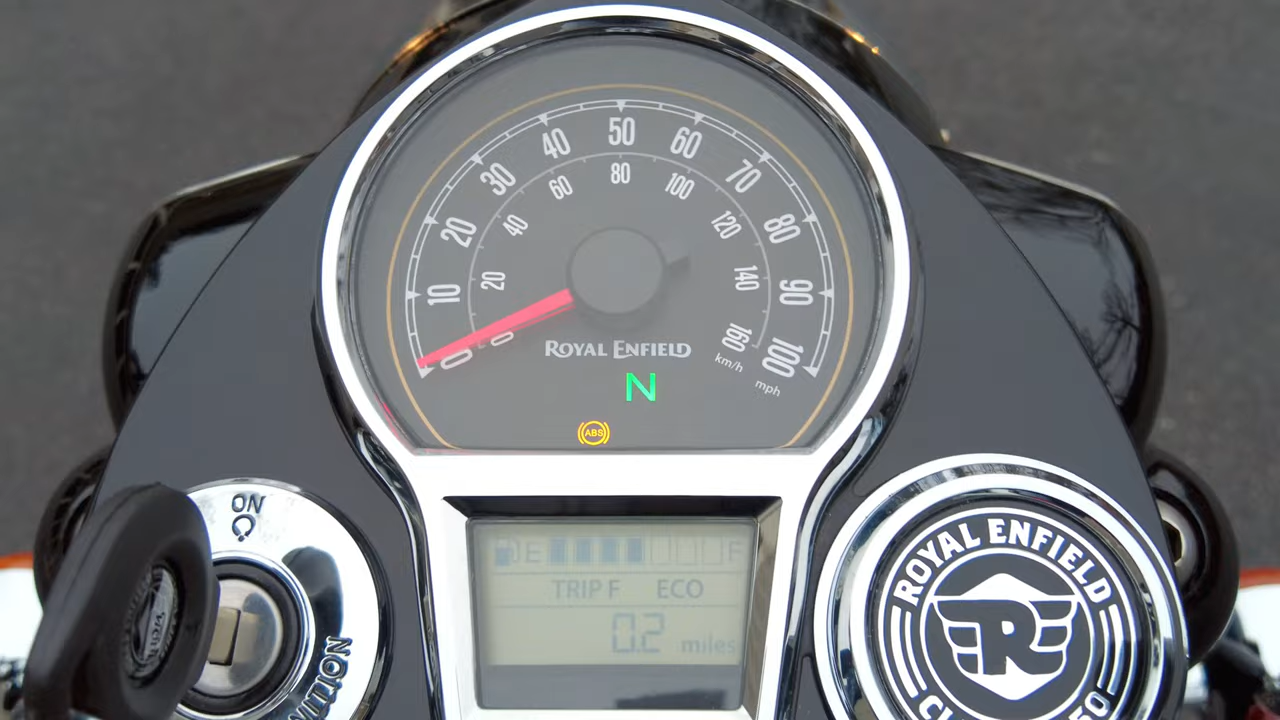 0 10 20 30 40 50 60 70 80 90 100
0 20 40 60 80 100 120 140 160
km/h
mph
ROYAL ENFIELD
N
ABS
ON
IGNITION
E F
TRIP F ECO
0.2 miles
ROYAL ENFIELD
R